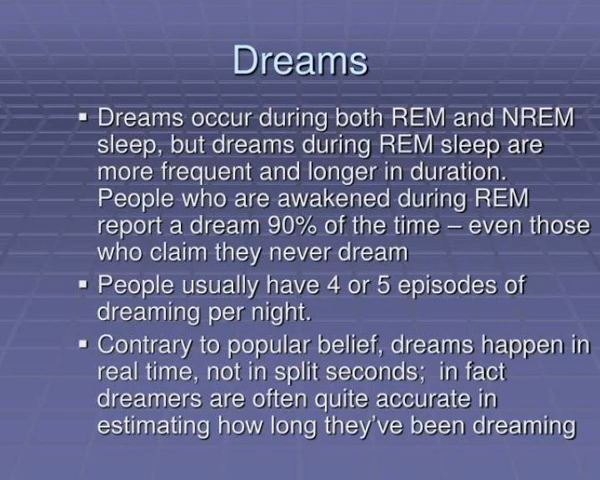 Dreams
▪ Dreams occur during both REM and NREM
sleep, but dreams during REM sleep are
more frequent and longer in duration.
People who are awakened during REM
report a dream 90% of the time – even those
who claim they never dream
▪ People usually have 4 or 5 episodes of
dreaming per night.
▪ Contrary to popular belief, dreams happen in
real time, not in split seconds;  in fact
dreamers are often quite accurate in
estimating how long they've been dreaming